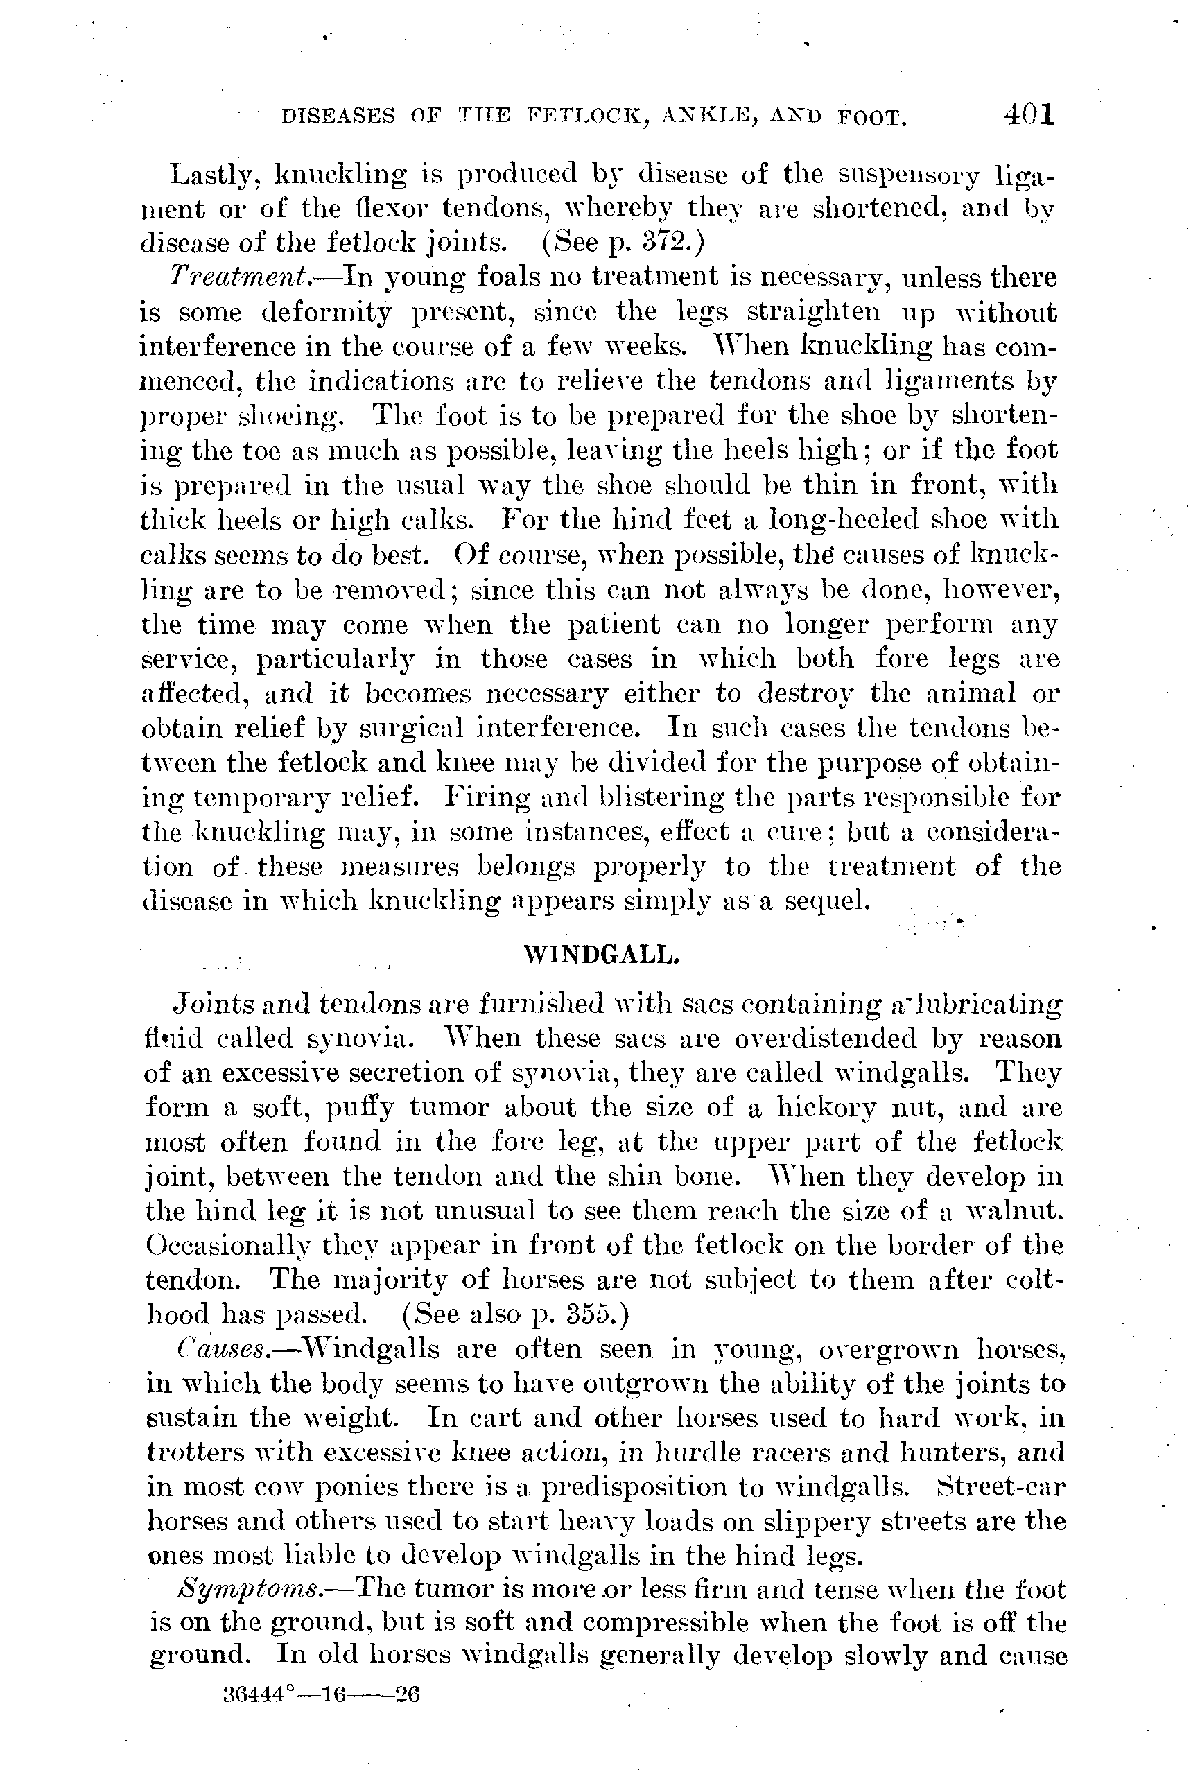 DISEASES OF THE FETLOCK, ANKLE, AND FOOT. 401
Lastly, knuckling is produced by disease of the suspensory liga-
ment or of the flexor tendons, whereby they are shortened, and by
disease of the fetlock joints. (See p. 372.)
Treatment.—In young foals no treatment is necessary, unless there
is some deformity present, since the legs straighten up without
interference in the course of a few weeks. When knuckling has com-
menced, the indications are to relieve the tendons and ligaments by
proper shoeing. The foot is to be prepared for the shoe by shorten-
ing the toe as much as possible, leaving the heels high; or if the foot
is prepared in the usual way the shoe should be thin in front, with
thick heels or high calks. For the hind feet a long-heeled shoe with
calks seems to do best. Of course, when possible, the causes of knuck-
ling are to be removed; since this can not always be done, however,
the time may come when the patient can no longer perform any
service, particularly in those cases in which both fore legs are
affected, and it becomes necessary either to destroy the animal or
obtain relief by surgical interference. In such cases the tendons be-
tween the fetlock and knee may be divided for the purpose of obtain-
ing temporary relief. Firing and blistering the parts responsible for
the knuckling may, in some instances, effect a cure; but a considera-
tion of these measures belongs properly to the treatment of the
disease in which knuckling appears simply as a sequel.
WINDGALL.
Joints and tendons are furnished with sacs containing a lubricating
fluid called synovia. When these sacs are overdistended by reason
of an excessive secretion of synovia, they are called windgalls. They
form a soft, puffy tumor about the size of a hickory nut, and are
most often found in the fore leg, at the upper part of the fetlock
joint, between the tendon and the shin bone. When they develop in
the hind leg it is not unusual to see them reach the size of a walnut.
Occasionally they appear in front of the fetlock on the border of the
tendon. The majority of horses are not subject to them after colt-
hood has passed. (See also p. 355.)
Causes.—Windgalls are often seen in young, overgrown horses,
in which the body seems to have outgrown the ability of the joints to
sustain the weight. In cart and other horses used to hard work, in
trotters with excessive knee action, in hurdle racers and hunters, and
in most cow ponies there is a predisposition to windgalls. Street-car
horses and others used to start heavy loads on slippery streets are the
ones most liable to develop windgalls in the hind legs.
Symptoms.—The tumor is more or less firm and tense when the foot
is on the ground, but is soft and compressible when the foot is off the
ground. In old horses windgalls generally develop slowly and cause
36444°—16——26